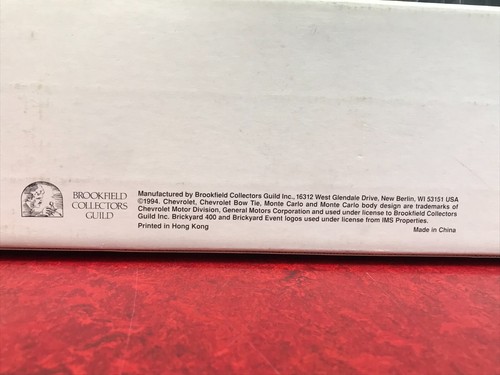 BROOKFIELD
COLLECTORS
GUILD
Manufactured by Brookfield Collectors Guild Inc., 16312 West Glendale Drive, New Berlin, WI 53151 USA
©1994. Chevrolet, Chevrolet Bow Tie, Monte Carlo and Monte Carlo body design are trademarks of
Chevrolet Motor Division, General Motors Corporation and used under license to Brookfield Collectors
Guild Inc. Brickyard 400 and Brickyard Event logos used under license from IMS Properties.
Printed in Hong Kong
Made in China